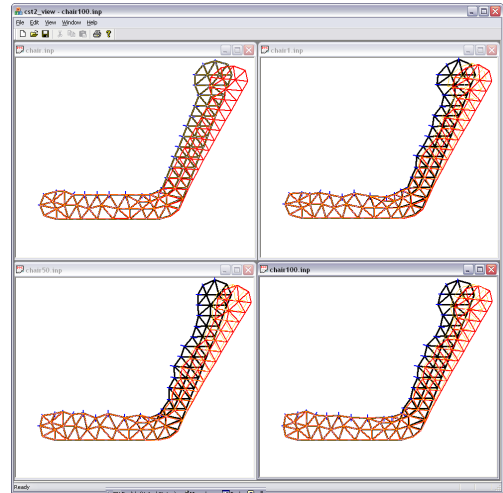 cst2_view - chair100.inp
File Edit View Window Help
chair.inp
chair1.inp
chair50.inp
chair100.inp
Ready